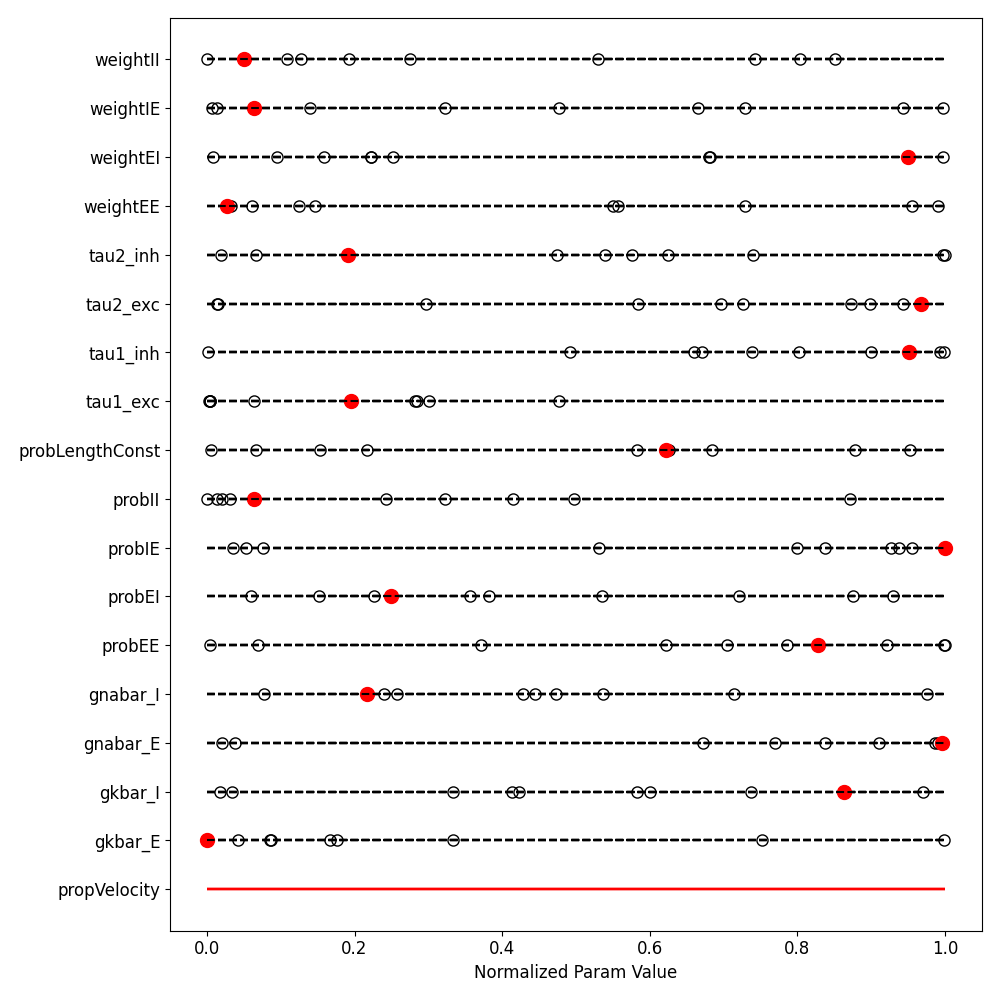 weightII
weightIE
weightEI
weightEE
tau2_inh
tau2_exc
tau1_inh
tau1_exc
probLengthConst
probII
probIE
probEI
probEE
gnabar_I
gnabar_E
gkbar_I
gkbar_E
propVelocity
0.0 0.2 0.4 0.6 0.8 1.0
Normalized Param Value